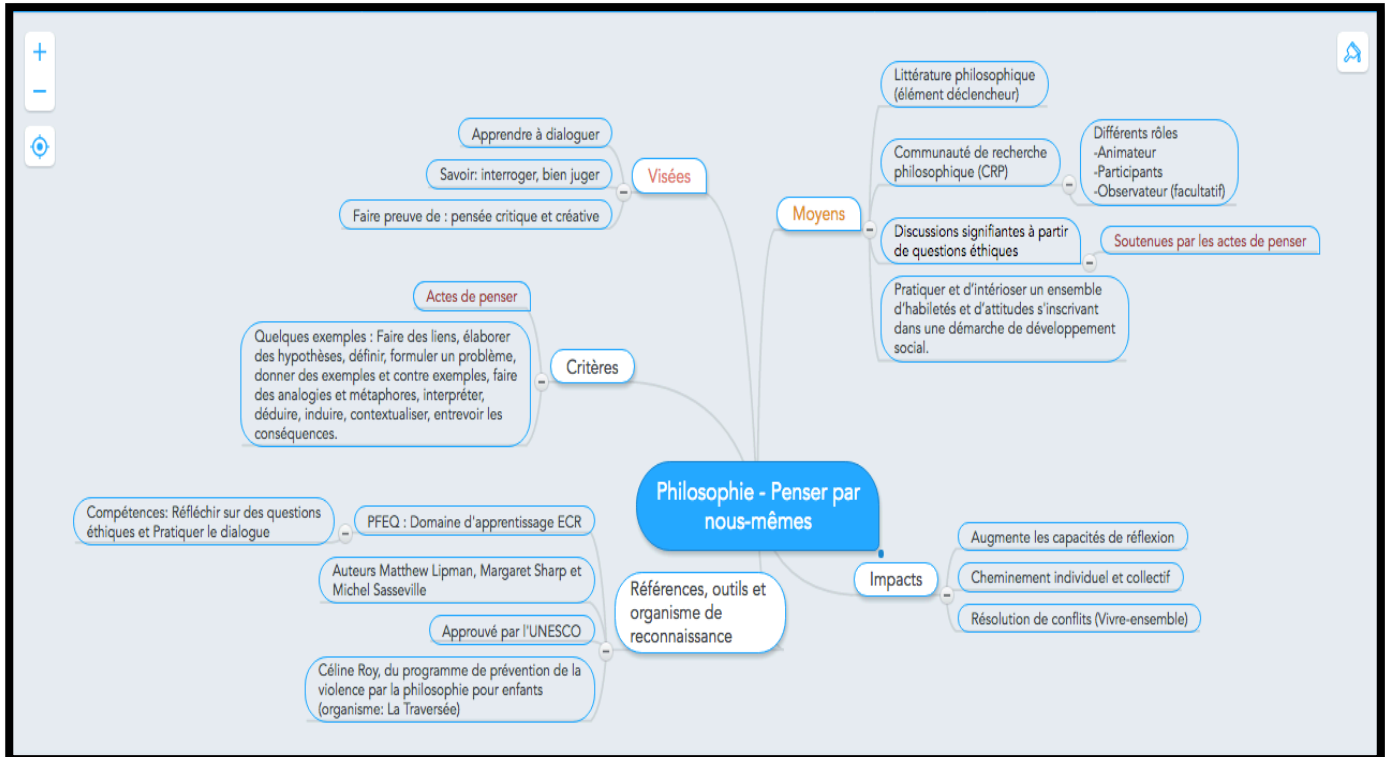 Philosophie - Penser par
nous-mêmes
Visées
Apprendre à dialoguer
Savoir: interroger, bien juger
Faire preuve de : pensée critique et créative
Critères
Actes de penser
Quelques exemples : Faire des liens, élaborer
des hypothèses, définir, formuler un problème,
donner des exemples et contre exemples, faire
des analogies et métaphores, interpréter,
déduire, induire, contextualiser, entrevoir les
conséquences.
Références, outils et
organisme de
reconnaissance
PFEQ : Domaine d'apprentissage ECR
Compétences: Réfléchir sur des questions
éthiques et Pratiquer le dialogue
Auteurs Matthew Lipman, Margaret Sharp et
Michel Sasseville
Approuvé par l'UNESCO
Céline Roy, du programme de prévention de la
violence par la philosophie pour enfants
(organisme: La Traversée)
Moyens
Littérature philosophique
(élément déclencheur)
Communauté de recherche
philosophique (CRP)
Différents rôles
-Animateur
-Participants
-Observateur (facultatif)
Discussions signifiantes à partir
de questions éthiques
Soutenues par les actes de penser
Pratiquer et d'intérioser un ensemble
d'habiletés et d'attitudes s'inscrivant
dans une démarche de développement
social.
Impacts
Augmente les capacités de réflexion
Cheminement individuel et collectif
Résolution de conflits (Vivre-ensemble)